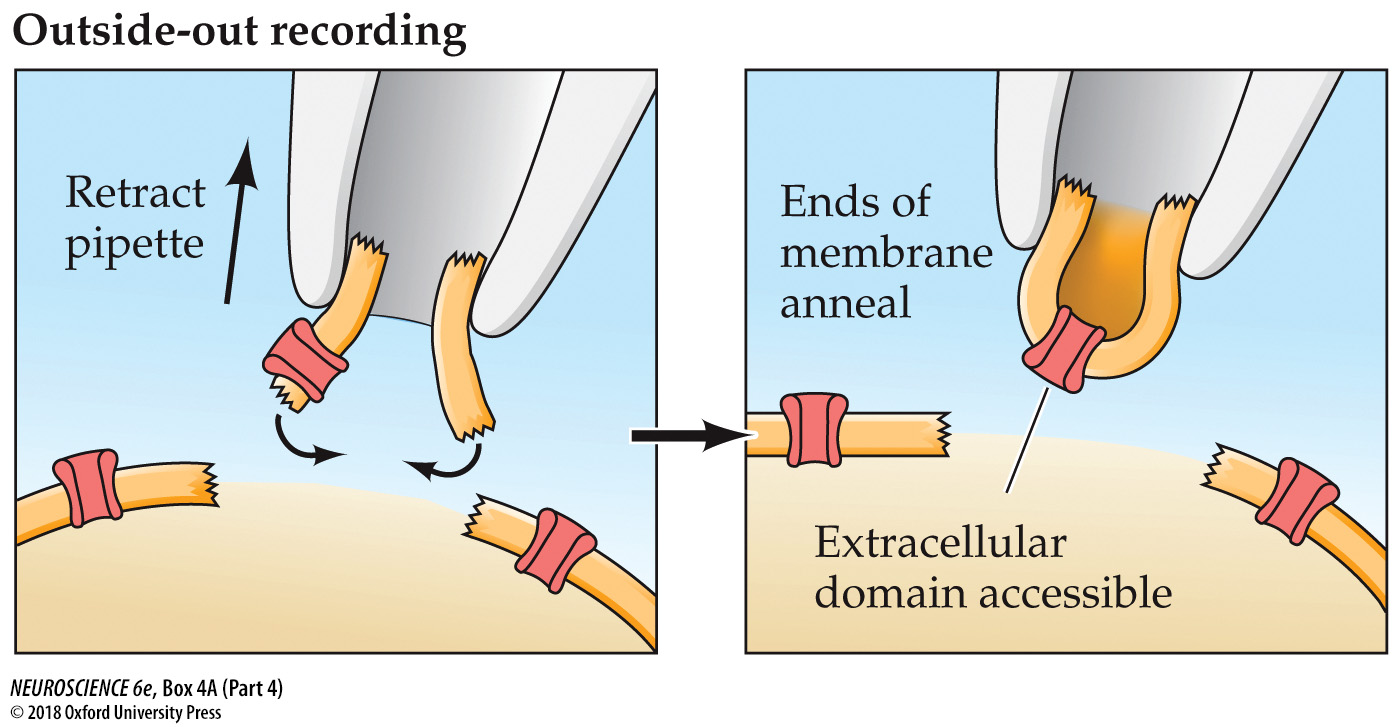 Outside-out recording
Retract
pipette
Ends of
membrane
anneal
Extracellular
domain accessible
NEUROSCIENCE 6e, Box 4A (Part 4)
© 2018 Oxford University Press